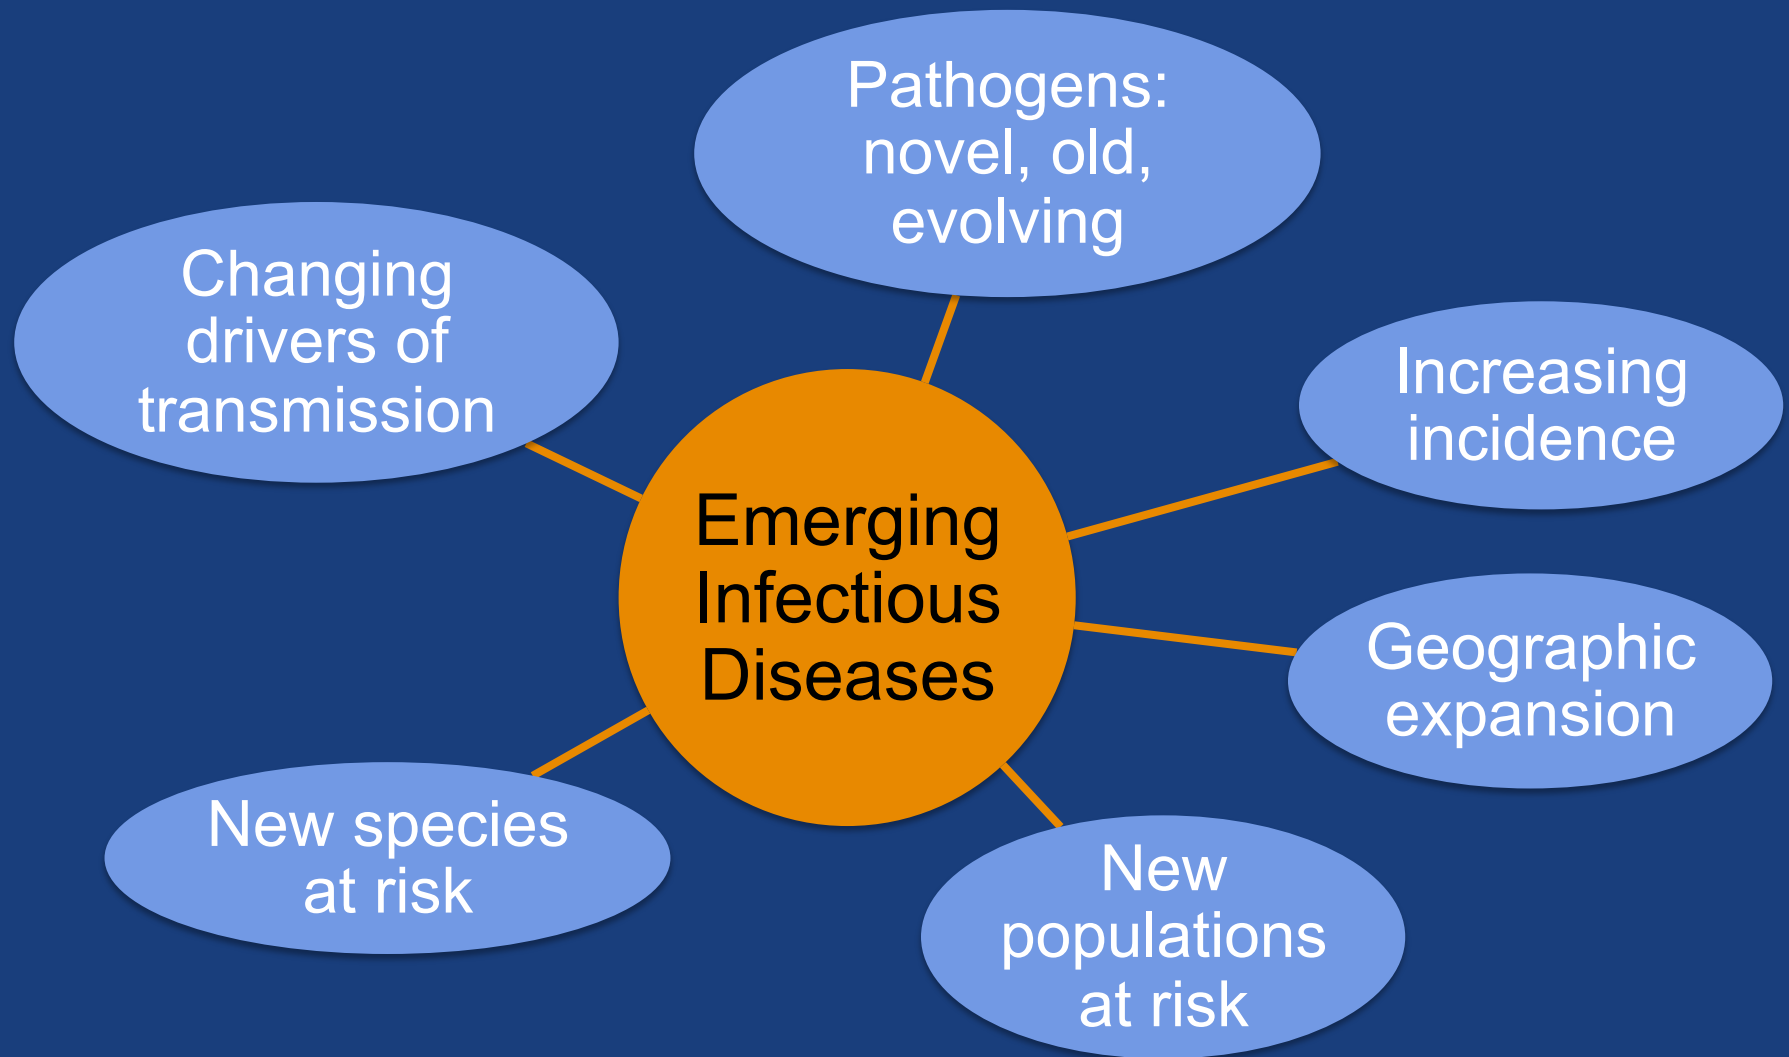 Pathogens:
novel, old,
evolving
Changing
drivers of
transmission
Increasing
incidence
Emerging
Infectious
Diseases
Geographic
expansion
New species
at risk
New
populations
at risk